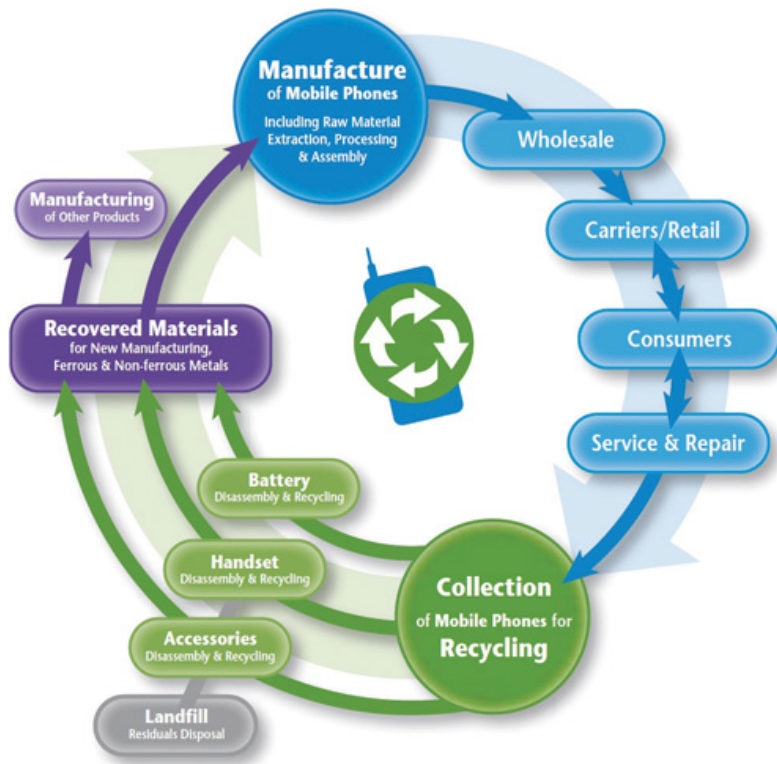 Manufacture
of Mobile Phones
Including Raw Material
Extraction, Processing
& Assembly
Wholesale
Carriers/Retail
Consumers
Service & Repair
Collection
of Mobile Phones for
Recycling
Battery
Disassembly & Recycling
Handset
Disassembly & Recycling
Accessories
Disassembly & Recycling
Landfill
Residuals Disposal
Recovered Materials
for New Manufacturing,
Ferrous & Non-ferrous Metals
Manufacturing
of Other Products